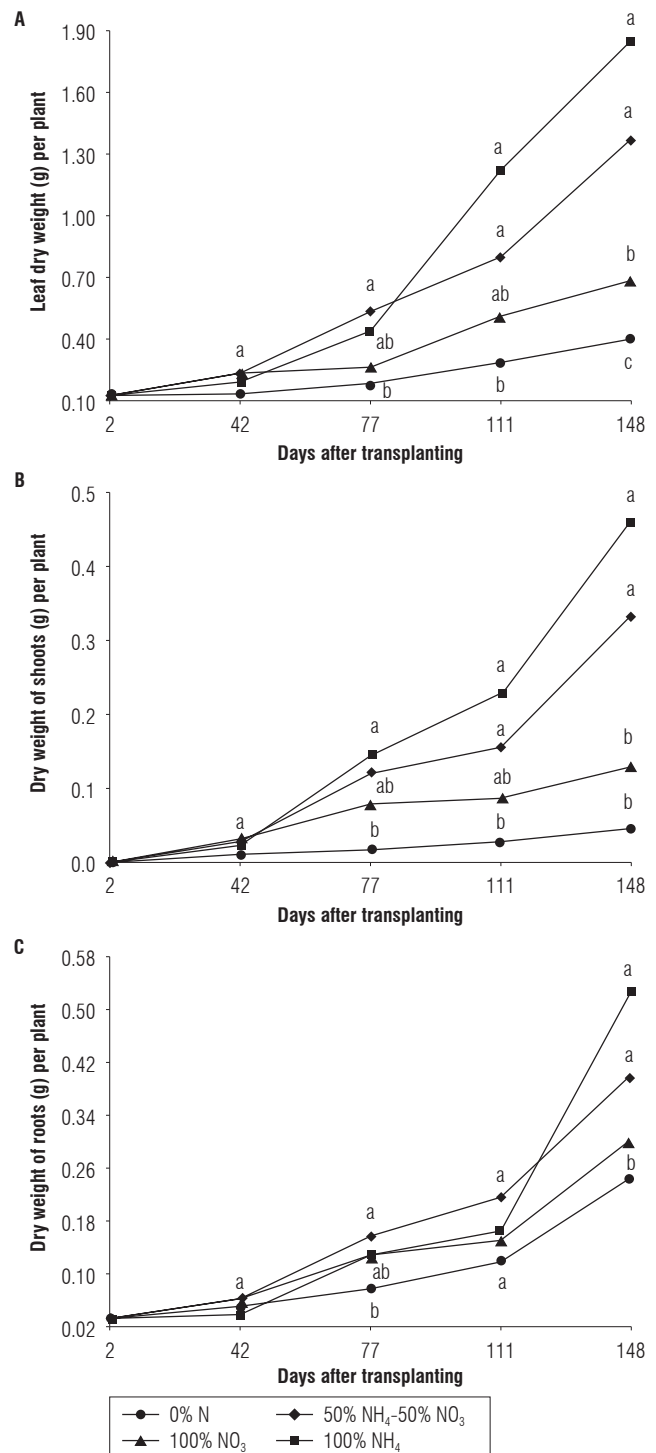 A
a
1.90
a
1.60
a
1.30
a
1.00
b
a
ab
0.70
a
ab
0.40
c
b
b
0.10
2 42 77 111 148
Leaf dry weight (g) per plant
Days after transplanting
B
0.5
a
0.4
a
0.3
a
a
0.2
a
b
ab
ab
0.1
a
b
b
b
0.0
2 42 77 111 148
Dry weight of shoots (g) per plant
Days after transplanting
C
0.58
a
0.50
0.42
a
0.34
0.26
a
b
a
0.18
a
ab
0.10
a
b
0.02
2 42 77 111 148
Dry weight of roots (g) per plant
Days after transplanting
0% N 50% NH₄-50% NO₃
100% NO₃ 100% NH₄